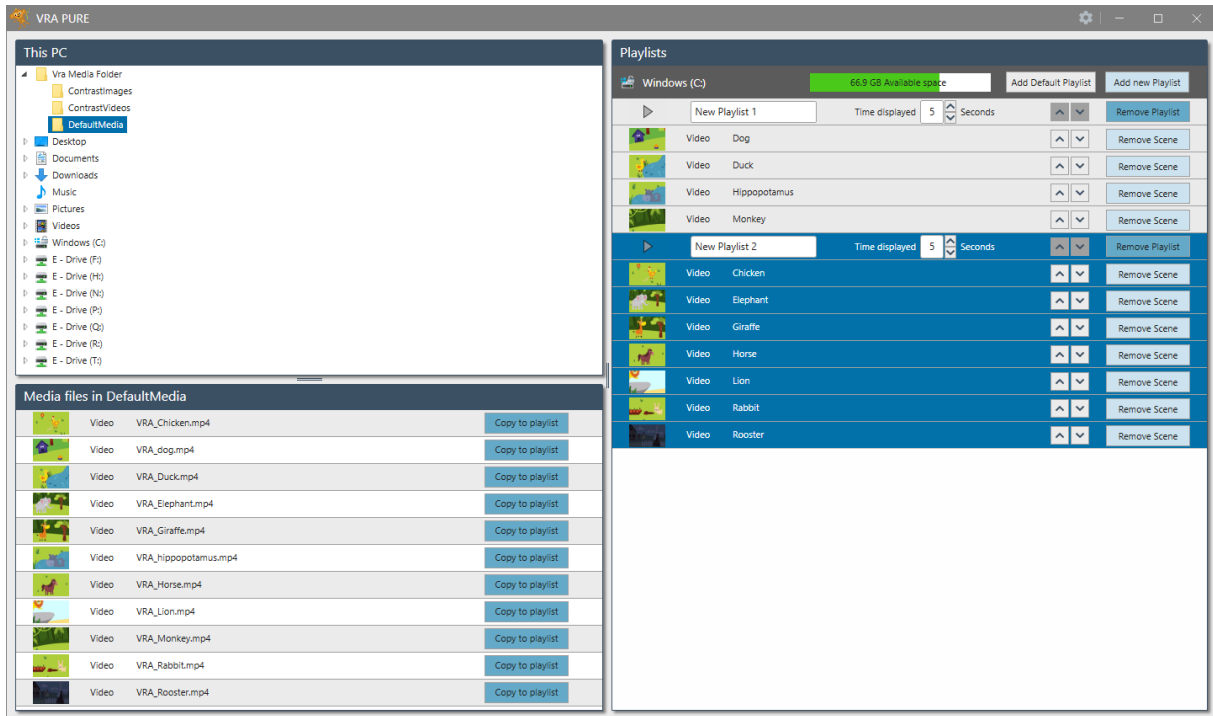 VRA PURE
This PC
Vra Media Folder
ContrastImages
ContrastVideos
DefaultMedia
Desktop
Documents
Downloads
Music
Pictures
Videos
Windows (C:)
E - Drive (F:)
E - Drive (H:)
E - Drive (N:)
E - Drive (P:)
E - Drive (Q:)
E - Drive (R:)
E - Drive (T:)
Media files in DefaultMedia
Video VRA_Chicken.mp4 Copy to playlist
Video VRA_dog.mp4 Copy to playlist
Video VRA_Duck.mp4 Copy to playlist
Video VRA_Elephant.mp4 Copy to playlist
Video VRA_Giraffe.mp4 Copy to playlist
Video VRA_hippopotamus.mp4 Copy to playlist
Video VRA_Horse.mp4 Copy to playlist
Video VRA_Lion.mp4 Copy to playlist
Video VRA_Monkey.mp4 Copy to playlist
Video VRA_Rabbit.mp4 Copy to playlist
Video VRA_Rooster.mp4 Copy to playlist
Playlists
Windows (C:) 66.9 GB Available space Add Default Playlist Add new Playlist
New Playlist 1 Time displayed 5 Seconds Remove Playlist
Video Dog Remove Scene
Video Duck Remove Scene
Video Hippopotamus Remove Scene
Video Monkey Remove Scene
New Playlist 2 Time displayed 5 Seconds Remove Playlist
Video Chicken Remove Scene
Video Elephant Remove Scene
Video Giraffe Remove Scene
Video Horse Remove Scene
Video Lion Remove Scene
Video Rabbit Remove Scene
Video Rooster Remove Scene